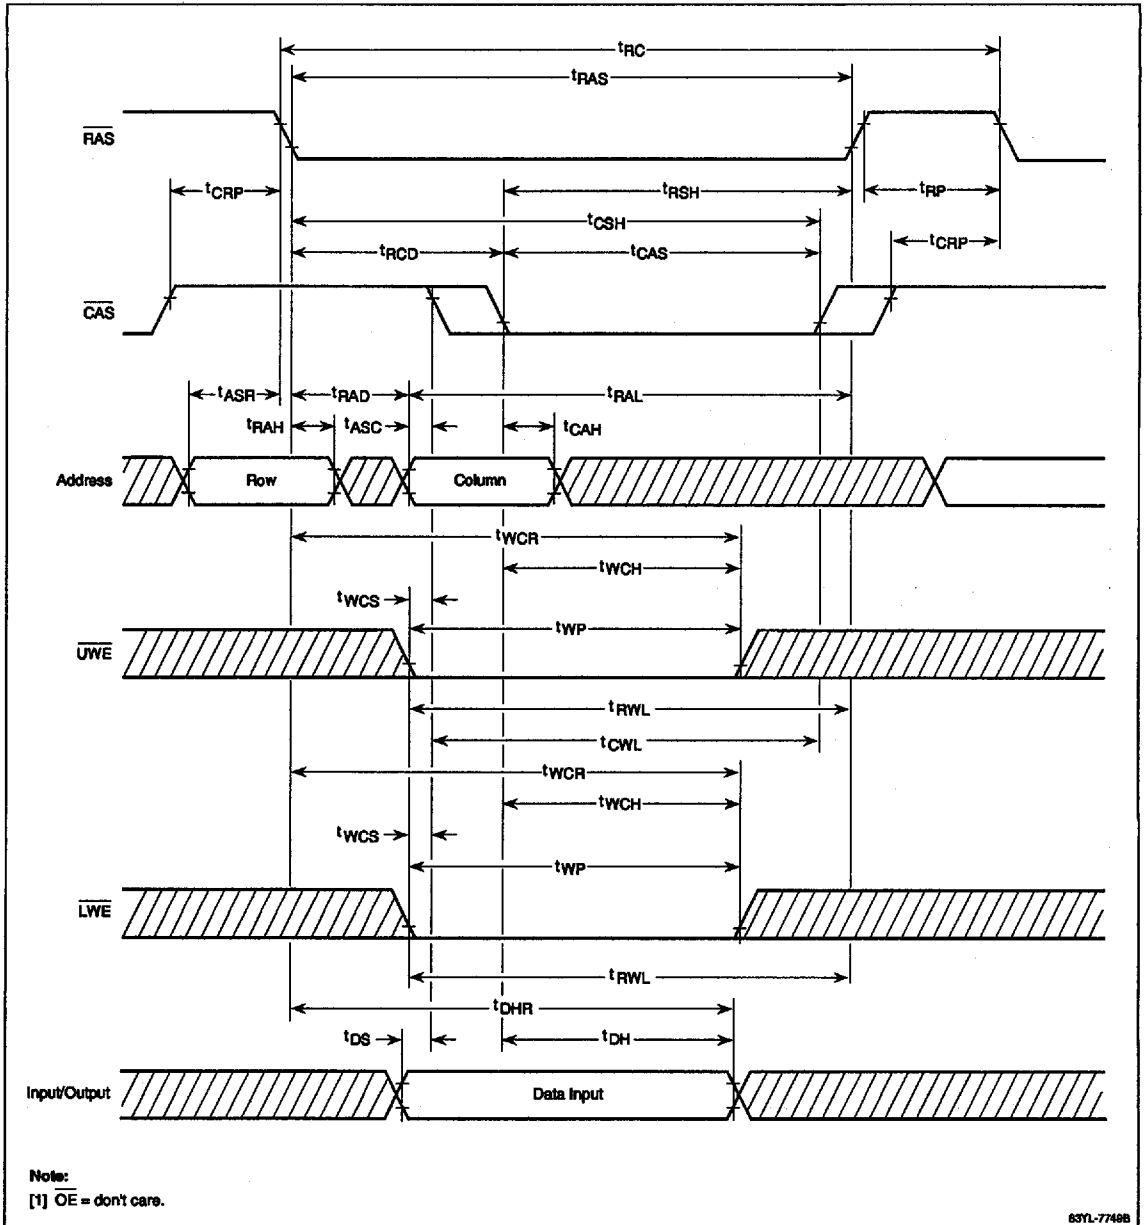 tRC
tRAS
RAS
tCRP
tRSH
tRP
tCSH
tRCD
tCAS
tCRP
CAS
tASR
tRAD
tRAL
tRAH
tASC
tCAH
Address
Row
Column
tWCR
tWCH
tWCS
tWP
UWE
tRWL
tCWL
tWCR
tWCH
tWCS
tWP
LWE
tRWL
tDHR
tDS
tDH
Input/Output
Data Input
Note:
[1] OE = don't care.
83YL-7749B